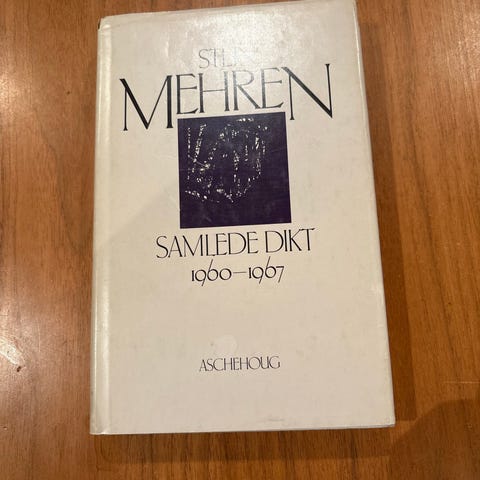 STEIN
MEHREN
SAMLEDE DIKT
1960–1967
ASCHEHOUG